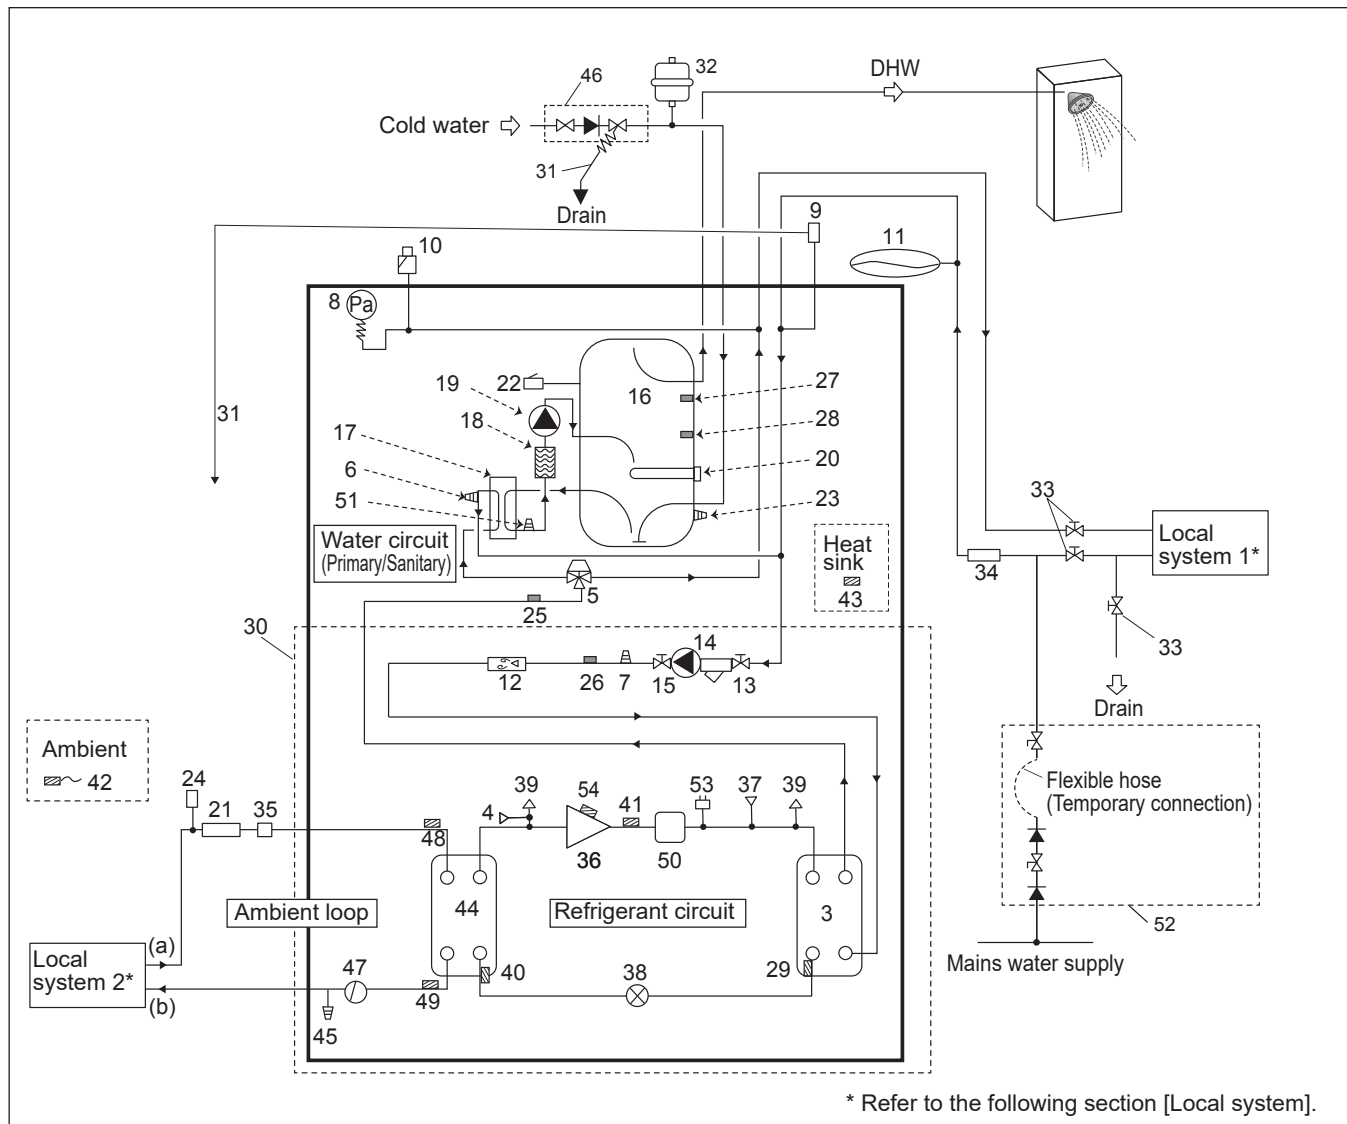 DHW
32
46
Cold water
31
Drain
9
11
10
8
Pa
22
16
27
19
28
18
31
17
20
6
51
23
33
Water circuit
(Primary/Sanitary)
Heat
sink
43
Local
system 1*
34
5
25
33
30
14
12
26
7
15
13
Drain
Ambient
42
Flexible hose
(Temporary connection)
24
21
35
48
4
39
54
41
53
37
39
36
50
44
3
52
Ambient loop
Refrigerant circuit
(a)
Local
system 2*
(b)
47
49
40
38
29
45
Mains water supply
* Refer to the following section [Local system].